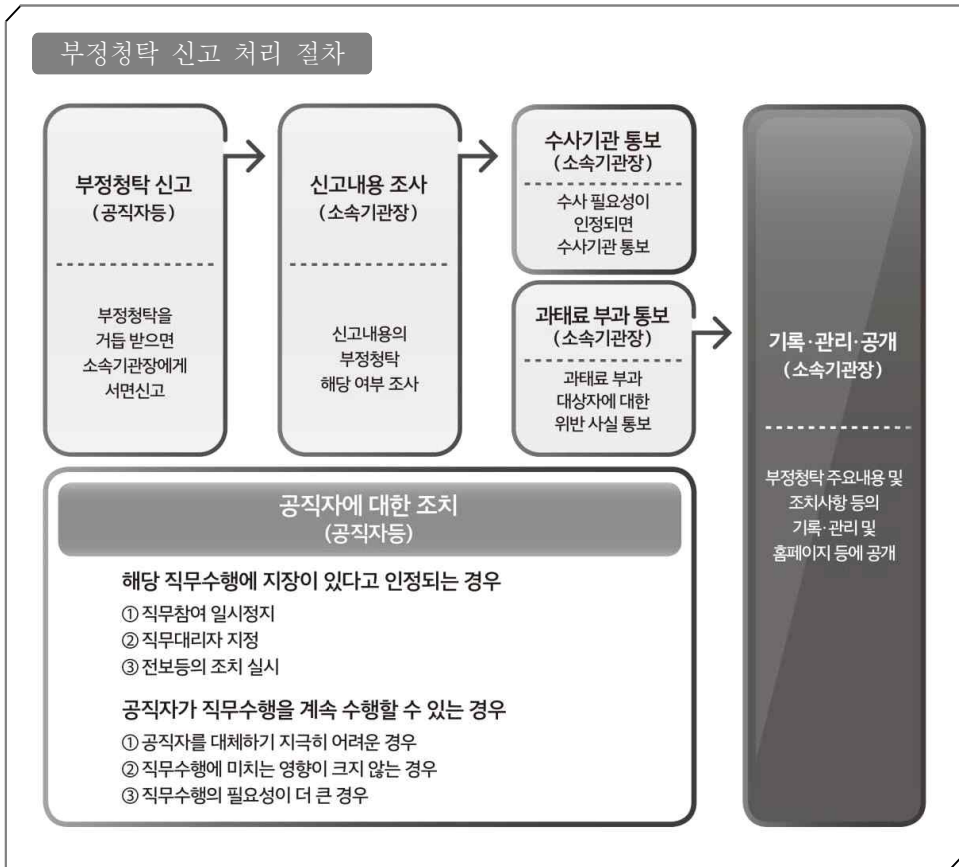 부정청탁 신고 처리 절차
부정청탁 신고
(공직자등)
부정청탁을
거듭 받으면
소속기관장에게
서면신고
신고내용 조사
(소속기관장)
신고내용의
부정청탁
해당 여부 조사
수사기관 통보
(소속기관장)
수사 필요성이
인정되면
수사기관 통보
과태료 부과 통보
(소속기관장)
과태료 부과
대상자에 대한
위반 사실 통보
기록·관리·공개
(소속기관장)
부정청탁 주요내용 및
조치사항 등의
기록·관리 및
홈페이지 등에 공개
공직자에 대한 조치
(공직자등)
해당 직무수행에 지장이 있다고 인정되는 경우
① 직무참여 일시정지
② 직무대리자 지정
③ 전보등의 조치 실시
공직자가 직무수행을 계속 수행할 수 있는 경우
① 공직자를 대체하기 지극히 어려운 경우
② 직무수행에 미치는 영향이 크지 않는 경우
③ 직무수행의 필요성이 더 큰 경우